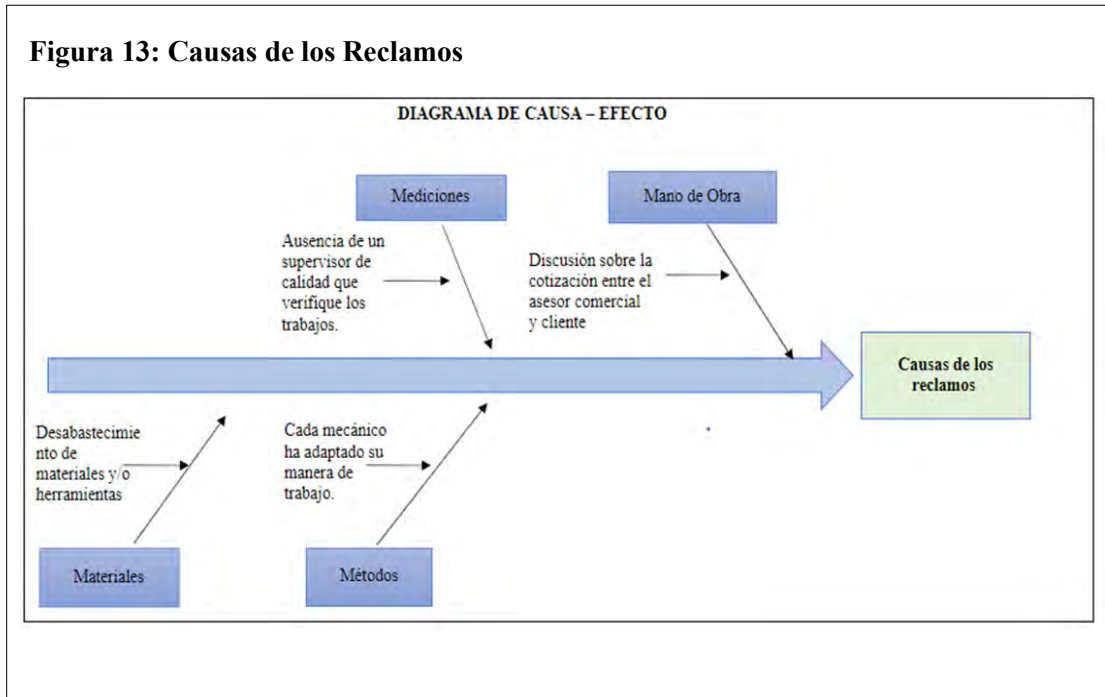 Figura 13: Causas de los Reclamos
DIAGRAMA DE CAUSA – EFECTO
Mediciones
Mano de Obra
Ausencia de un
supervisor de
calidad que
verifique los
trabajos.
Discusión sobre la
cotización entre el
asesor comercial
y cliente
Causas de los
reclamos
Desabastecimie
nto de
materiales y/o
herramientas
Cada mecánico
ha adaptado su
manera de
trabajo.
Materiales
Métodos